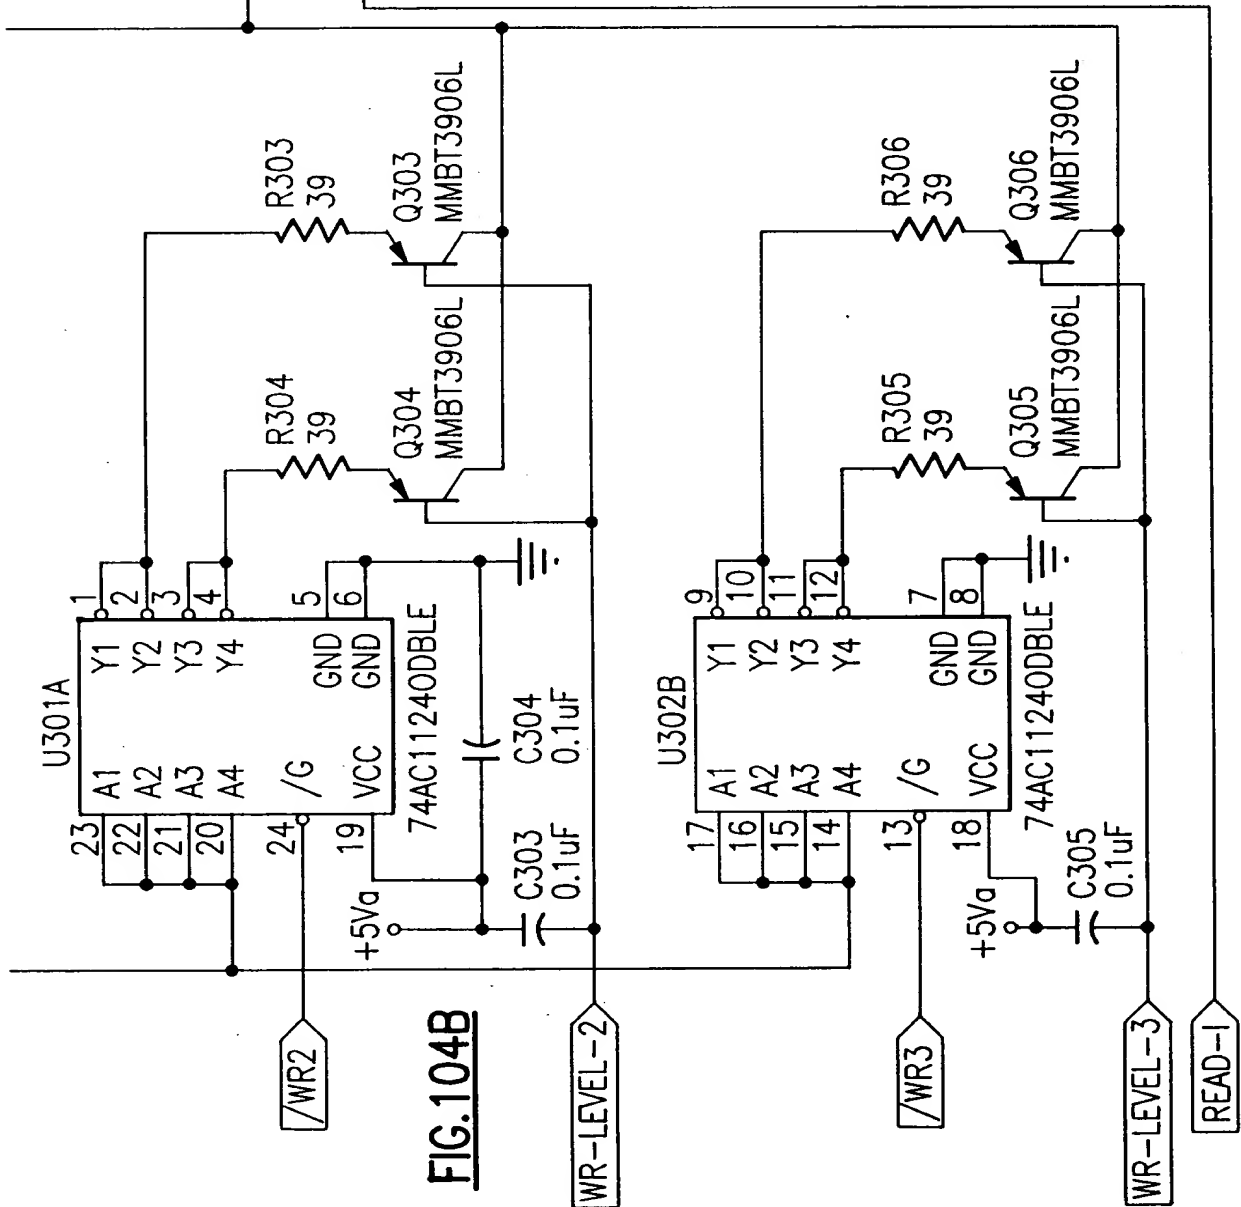 R303
39
Q303
MMBT3906L
R304
39
Q304
MMBT3906L
U301A
1
2
3
4
5
6
Y1
Y2
Y3
Y4
GND
GND
A1
A2
A3
A4
/G
VCC
23
22
21
20
24
19
74AC11240DBLE
C304
0.1uF
C303
0.1uF
+5Va
/WR2
WR-LEVEL-2
R306
39
Q306
MMBT3906L
R305
39
Q305
MMBT3906L
U302B
9
10
11
12
7
8
Y1
Y2
Y3
Y4
GND
GND
A1
A2
A3
A4
/G
VCC
17
16
15
14
13
18
74AC11240DBLE
C305
0.1uF
+5Va
/WR3
WR-LEVEL-3
READ-I
FIG.104B